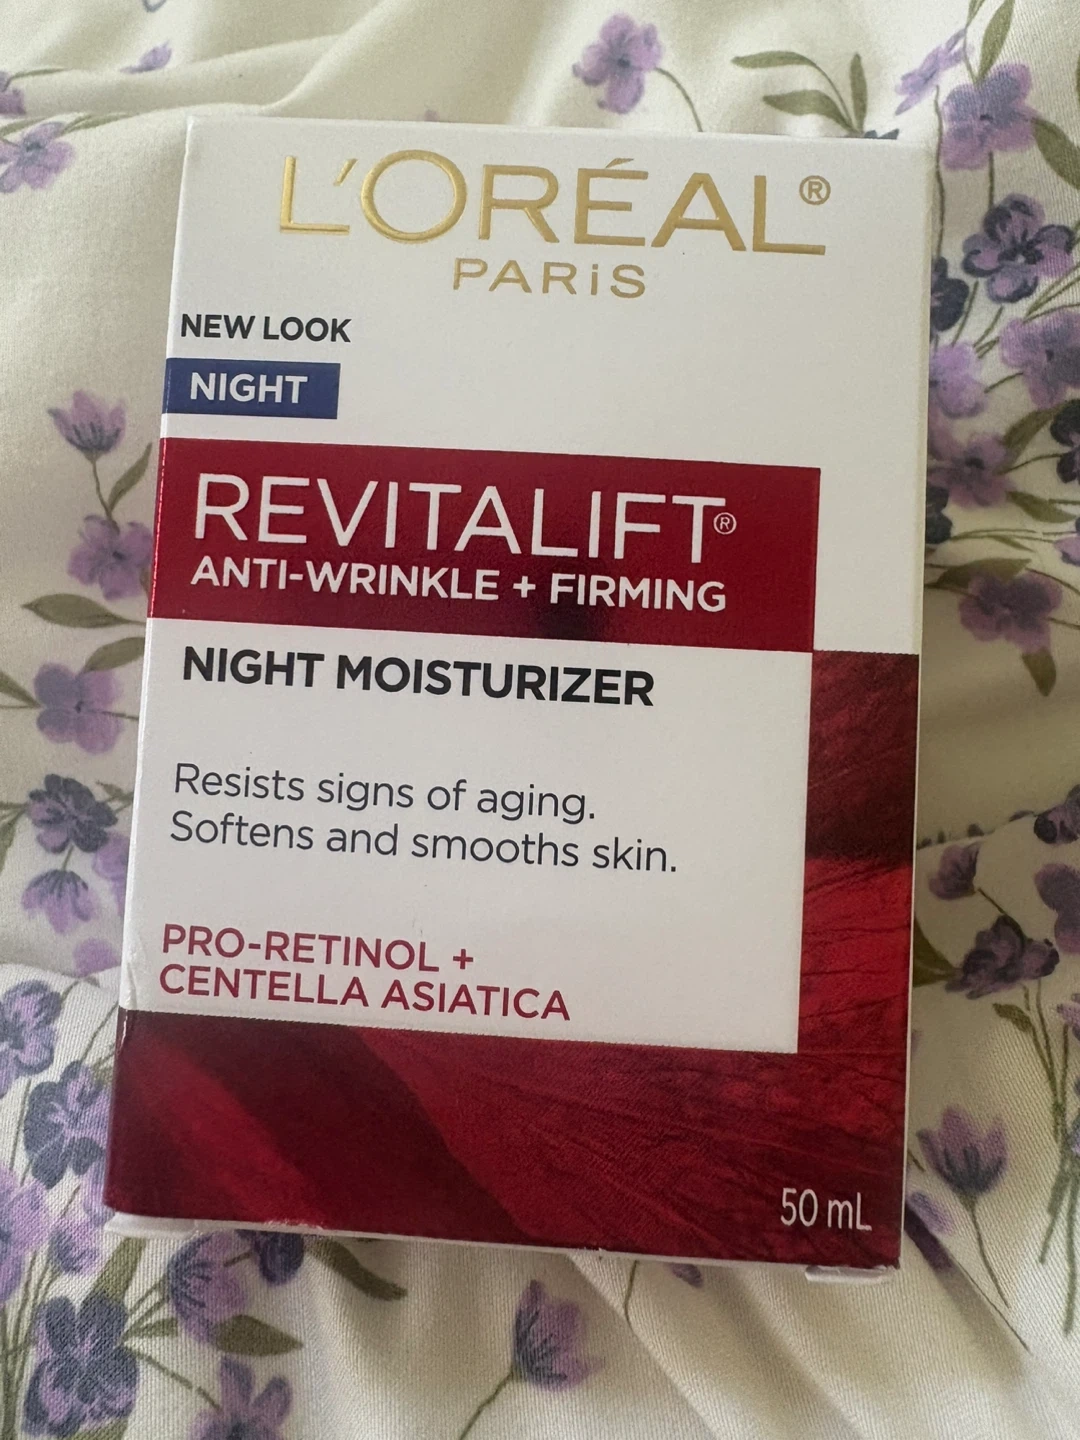 L'ORÉAL®
PARiS
NEW LOOK
NIGHT
REVITALIFT®
ANTI-WRINKLE + FIRMING
NIGHT MOISTURIZER
Resists signs of aging.
Softens and smooths skin.
PRO-RETINOL +
CENTELLA ASIATICA
50 mL